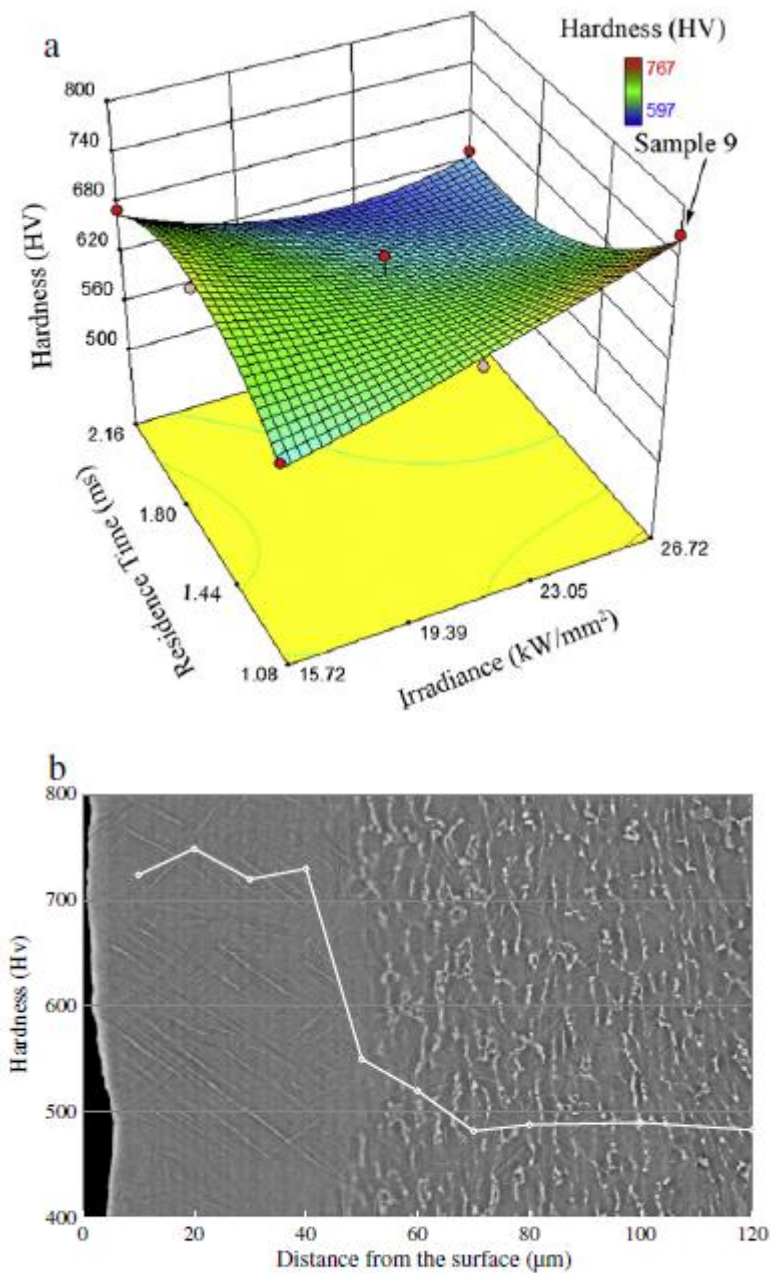 a
Hardness (HV)
767
597
Sample 9
800
740
680
620
560
500
Hardness (HV)
2.16
1.80
1.44
1.08
Residence Time (ms)
15.72
19.39
23.05
26.72
Irradiance (kW/mm²)
b
800
700
600
500
400
Hardness (Hv)
0 20 40 60 80 100 120
Distance from the surface (μm)